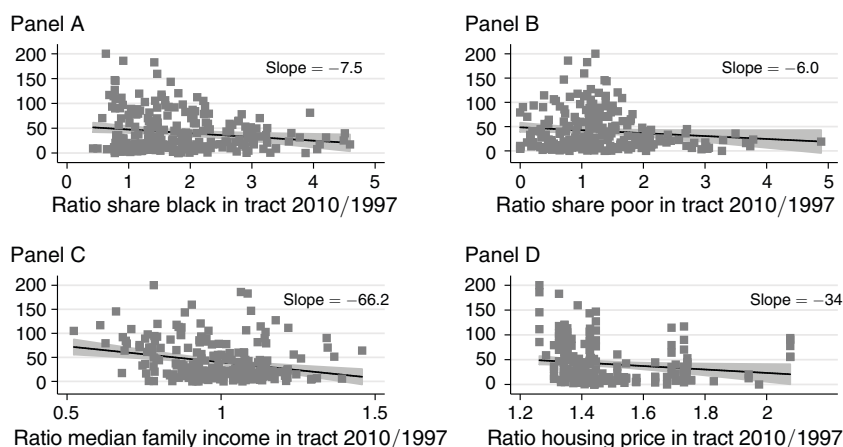 Panel A
200
150
100
50
0
Slope = −7.5
0 1 2 3 4 5
Ratio share black in tract 2010/1997
Panel B
200
150
100
50
0
Slope = −6.0
0 1 2 3 4 5
Ratio share poor in tract 2010/1997
Panel C
200
150
100
50
0
Slope = −66.2
0.5 1 1.5
Ratio median family income in tract 2010/1997
Panel D
200
150
100
50
0
Slope = −34
1.2 1.4 1.6 1.8 2
Ratio housing price in tract 2010/1997